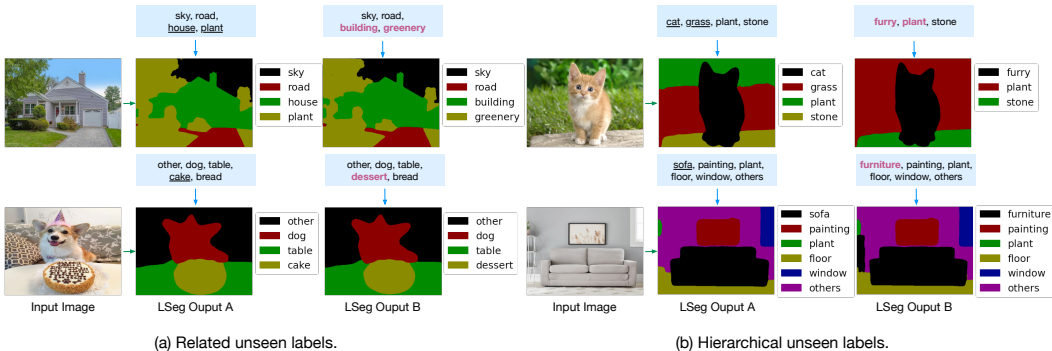 sky, road,
house, plant
sky, road,
building, greenery
sky
road
house
plant
sky
road
building
greenery
other, dog, table,
cake, bread
other, dog, table,
dessert, bread
other
dog
table
cake
other
dog
table
dessert
Input Image
LSeg Ouput A
LSeg Ouput B
(a) Related unseen labels.
cat, grass, plant, stone
furry, plant, stone
cat
grass
plant
stone
furry
plant
stone
sofa, painting, plant,
floor, window, others
furniture, painting, plant,
floor, window, others
sofa
painting
plant
floor
window
others
furniture
painting
plant
floor
window
others
Input Image
LSeg Ouput A
LSeg Ouput B
(b) Hierarchical unseen labels.